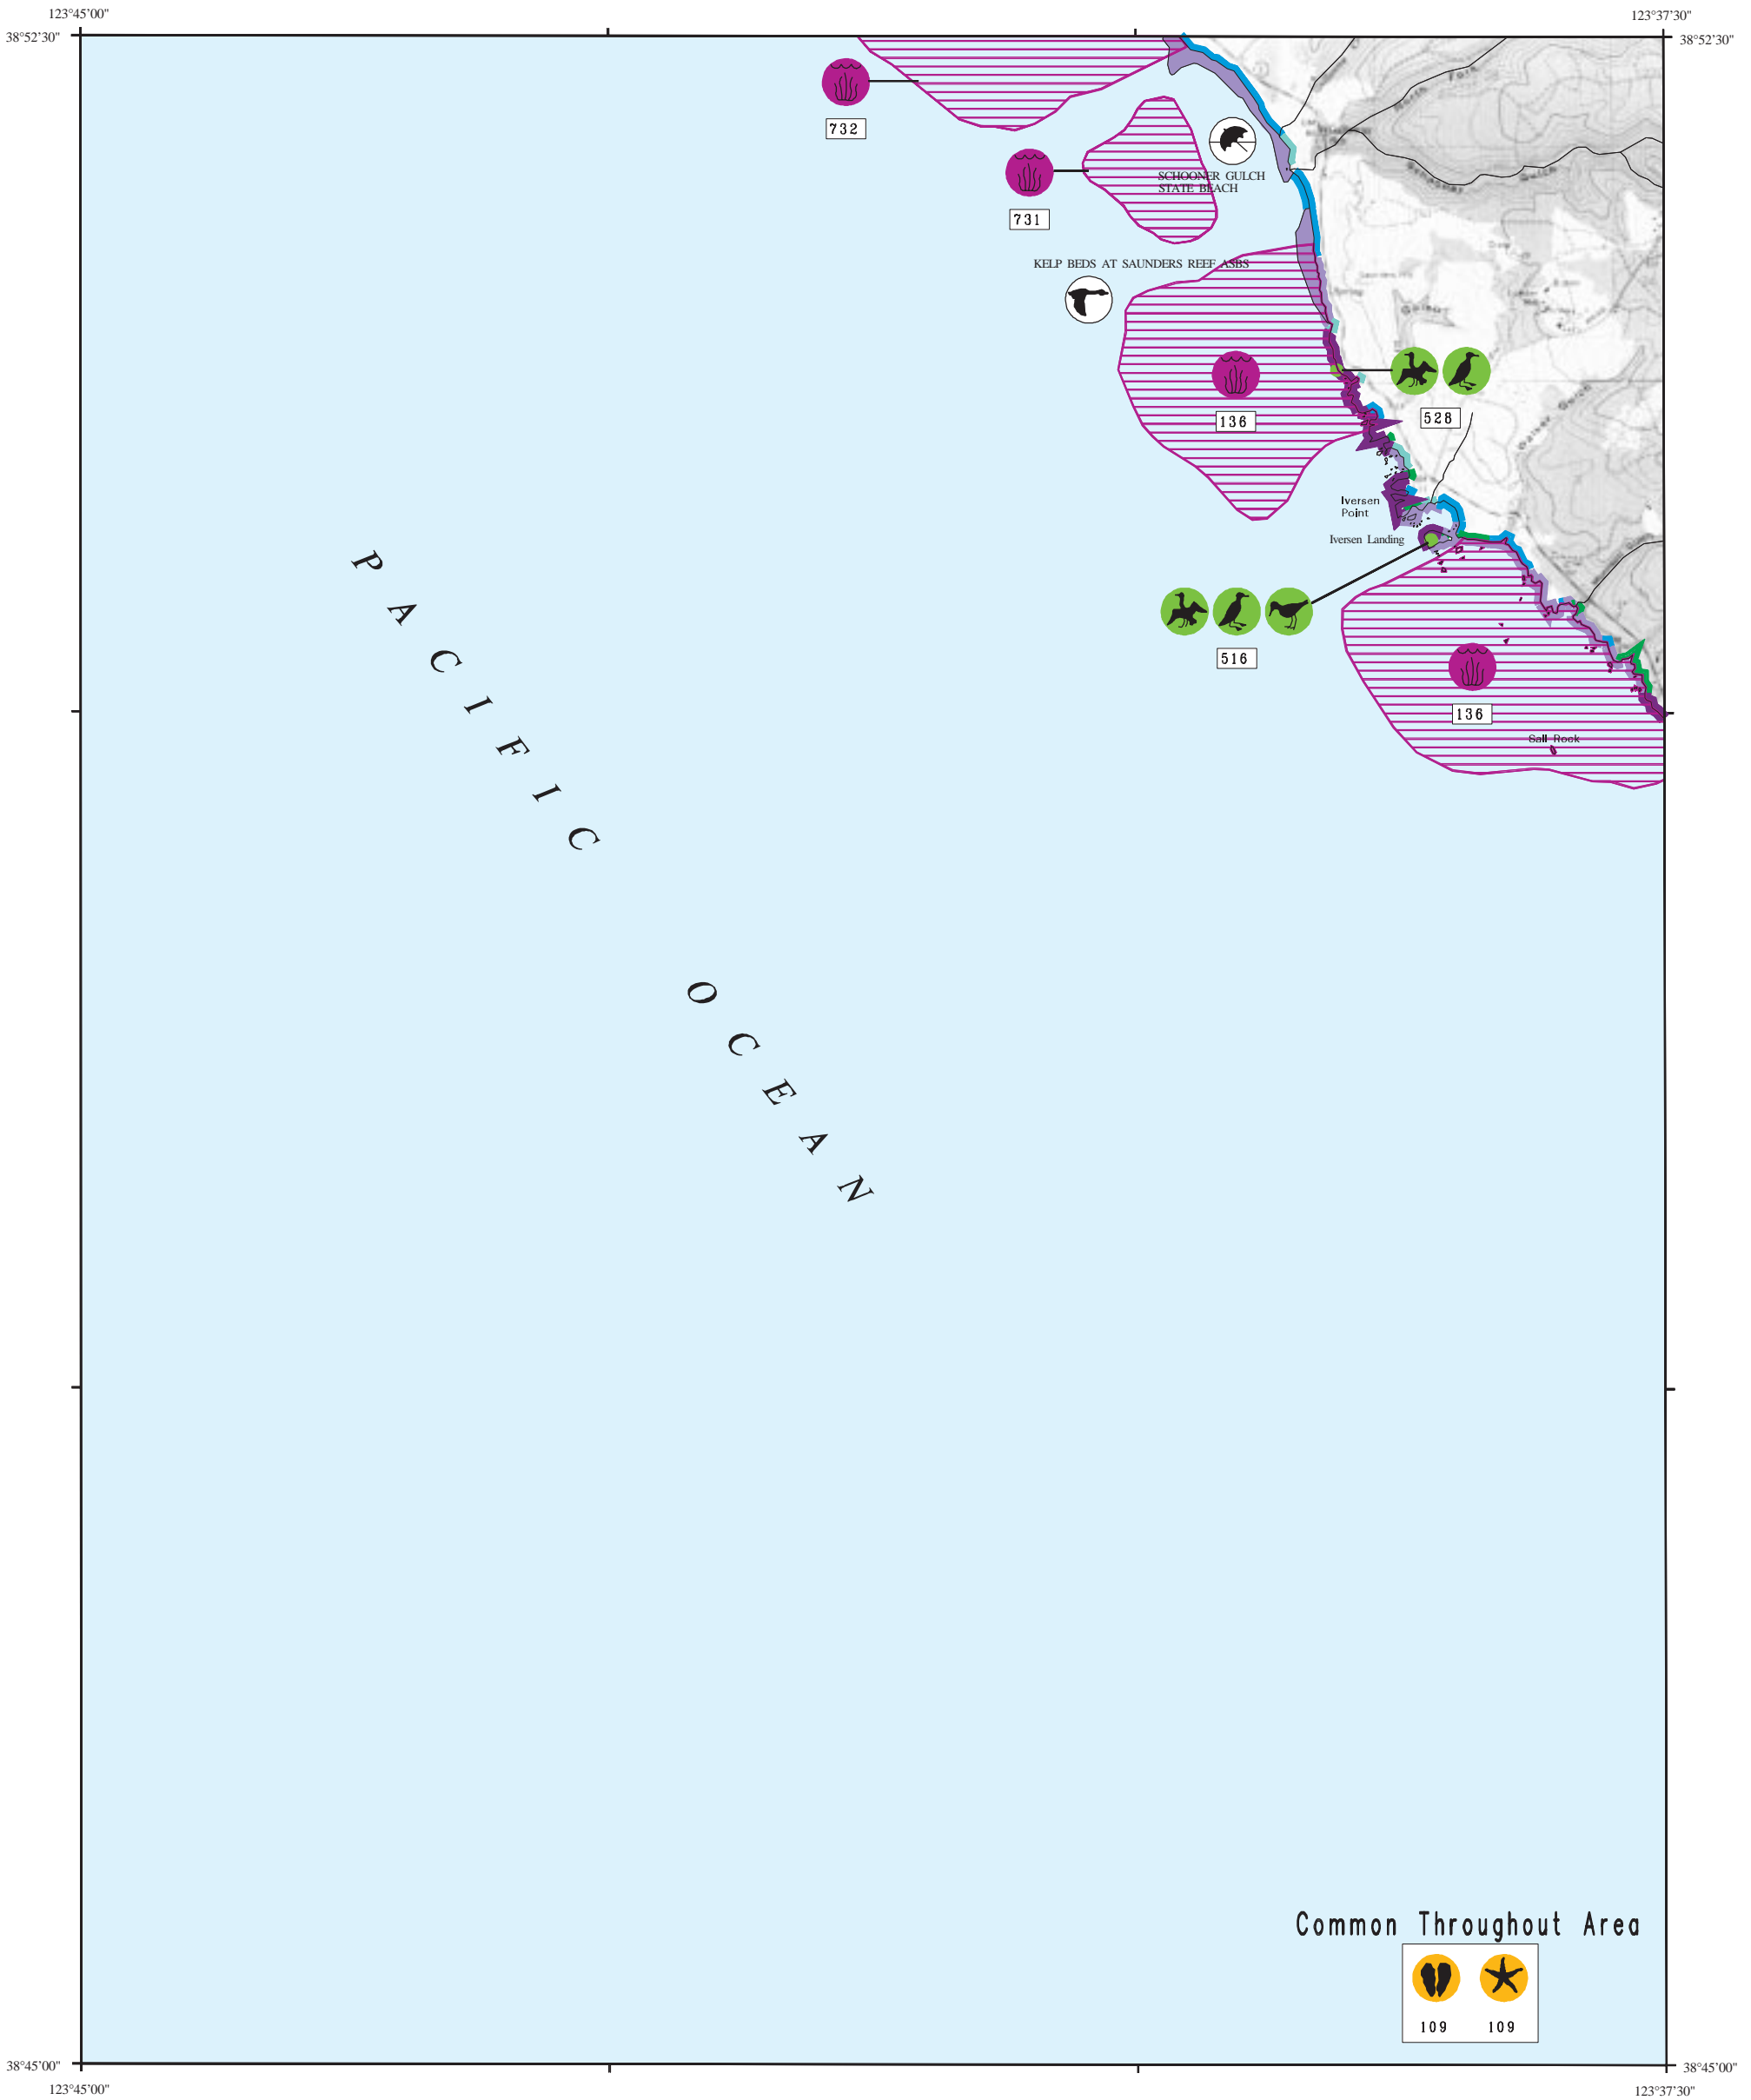 123°45'00"
123°37'30"
38°52'30"
38°52'30"
732
731
SCHOONER GULCH
STATE BEACH
KELP BEDS AT SAUNDERS REEF ASBS
136
528
Iversen
Point
Iversen Landing
516
136
Sail Rock
PACIFIC
OCEAN
Common Throughout Area
109 109
38°45'00"
38°45'00"
123°45'00"
123°37'30"